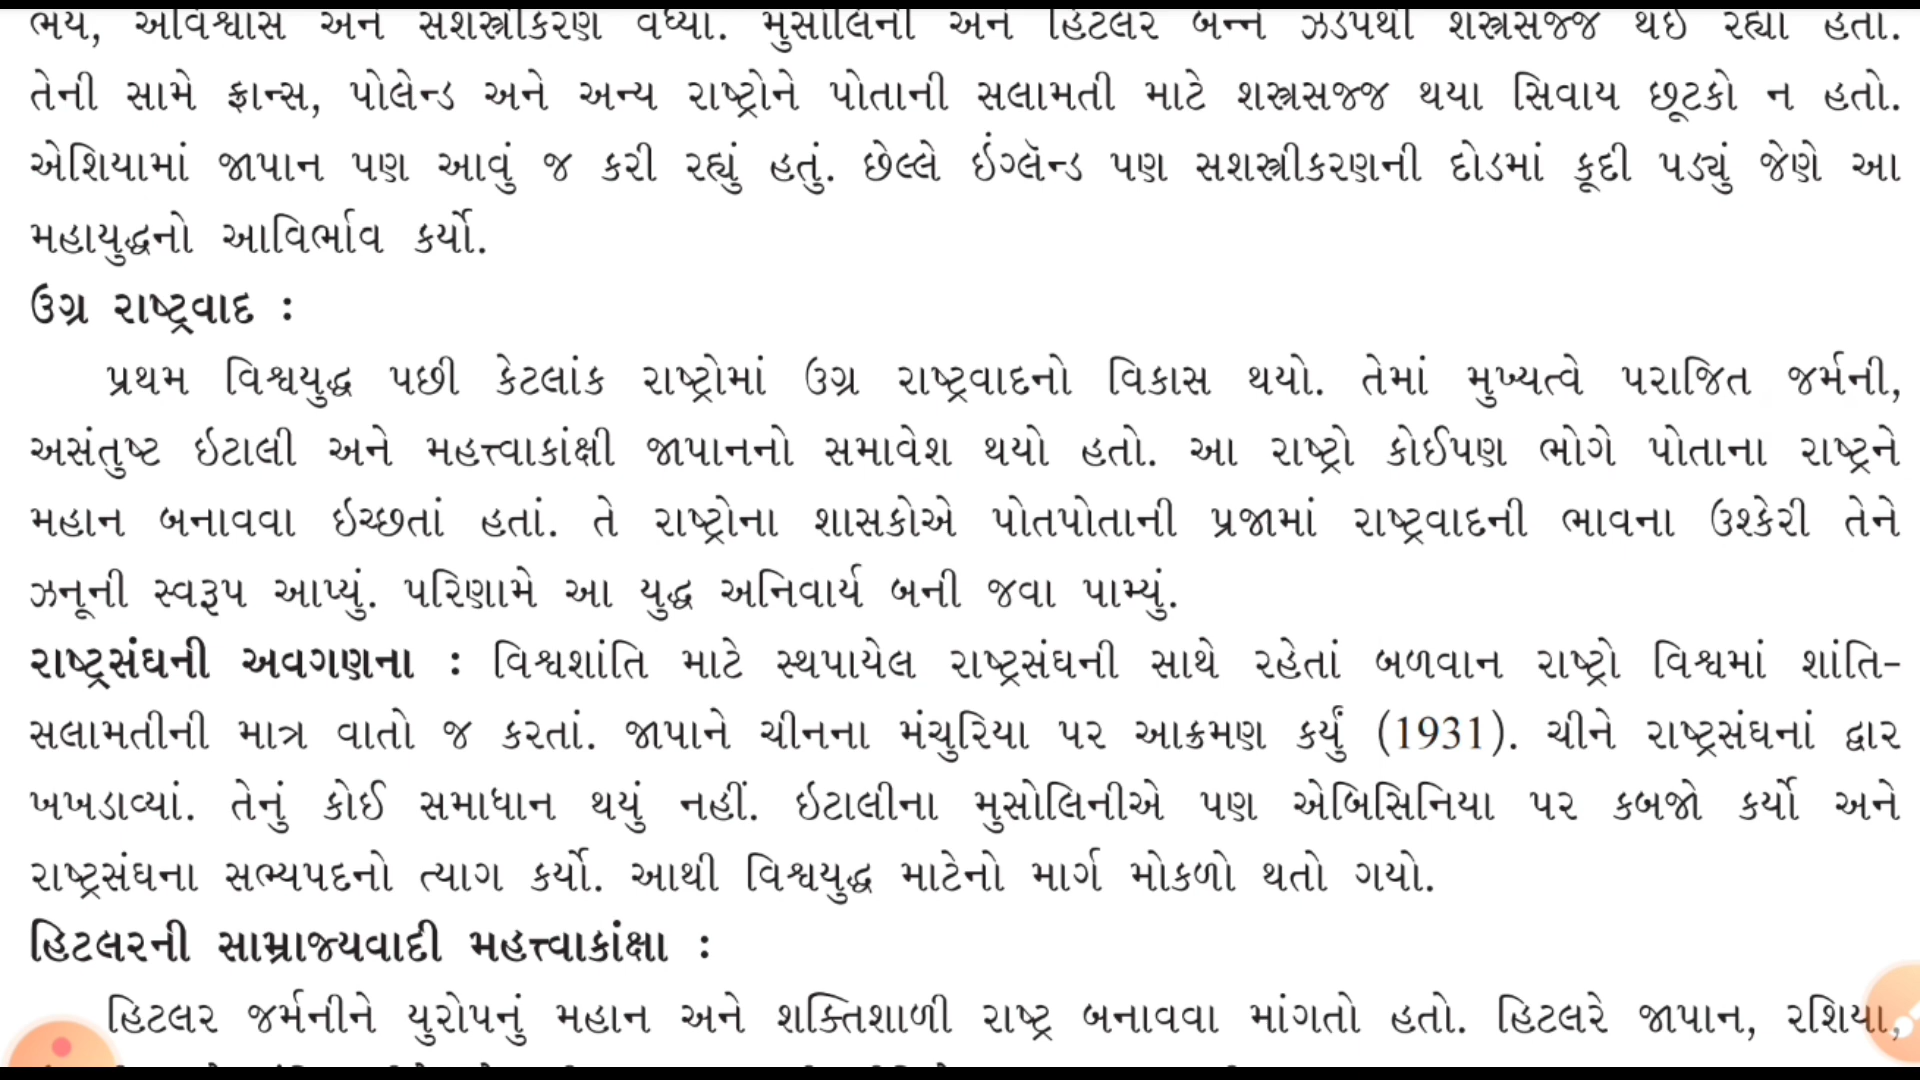 ભય, અવિશ્વાસ અને સશસ્ત્રીકરણ વધ્યા. મુસોલિની અને હિટલર બન્ને ઝડપથી શસ્ત્રસજ્જ થઈ રહ્યા હતા.
તેની સામે ફ્રાન્સ, પોલેન્ડ અને અન્ય રાષ્ટ્રોને પોતાની સલામતી માટે શસ્ત્રસજ્જ થયા સિવાય છૂટકો ન હતો.
એશિયામાં જાપાન પણ આવું જ કરી રહ્યું હતું. છેલ્લે ઇંગ્લૅન્ડ પણ સશસ્ત્રીકરણની દોડમાં કૂદી પડ્યું જેણે આ
મહાયુદ્ધનો આવિર્ભાવ કર્યો.
ઉગ્ર રાષ્ટ્રવાદ :
પ્રથમ વિશ્વયુદ્ધ પછી કેટલાંક રાષ્ટ્રોમાં ઉગ્ર રાષ્ટ્રવાદનો વિકાસ થયો. તેમાં મુખ્યત્વે પરાજિત જર્મની,
અસંતુષ્ટ ઇટાલી અને મહત્ત્વાકાંક્ષી જાપાનનો સમાવેશ થયો હતો. આ રાષ્ટ્રો કોઈપણ ભોગે પોતાના રાષ્ટ્રને
મહાન બનાવવા ઇચ્છતાં હતાં. તે રાષ્ટ્રોના શાસકોએ પોતપોતાની પ્રજામાં રાષ્ટ્રવાદની ભાવના ઉશ્કેરી તેને
ઝનૂની સ્વરૂપ આપ્યું. પરિણામે આ યુદ્ધ અનિવાર્ય બની જવા પામ્યું.
રાષ્ટ્રસંઘની અવગણના : વિશ્વશાંતિ માટે સ્થપાયેલ રાષ્ટ્રસંઘની સાથે રહેતાં બળવાન રાષ્ટ્રો વિશ્વમાં શાંતિ-
સલામતીની માત્ર વાતો જ કરતાં. જાપાને ચીનના મંચુરિયા પર આક્રમણ કર્યું (1931). ચીને રાષ્ટ્રસંઘનાં દ્વાર
ખખડાવ્યાં. તેનું કોઈ સમાધાન થયું નહીં. ઇટાલીના મુસોલિનીએ પણ એબિસિનિયા પર કબજો કર્યો અને
રાષ્ટ્રસંઘના સભ્યપદનો ત્યાગ કર્યો. આથી વિશ્વયુદ્ધ માટેનો માર્ગ મોકળો થતો ગયો.
હિટલરની સામ્રાજ્યવાદી મહત્ત્વાકાંક્ષા :
હિટલર જર્મનીને યુરોપનું મહાન અને શક્તિશાળી રાષ્ટ્ર બનાવવા માંગતો હતો. હિટલરે જાપાન, રશિયા,